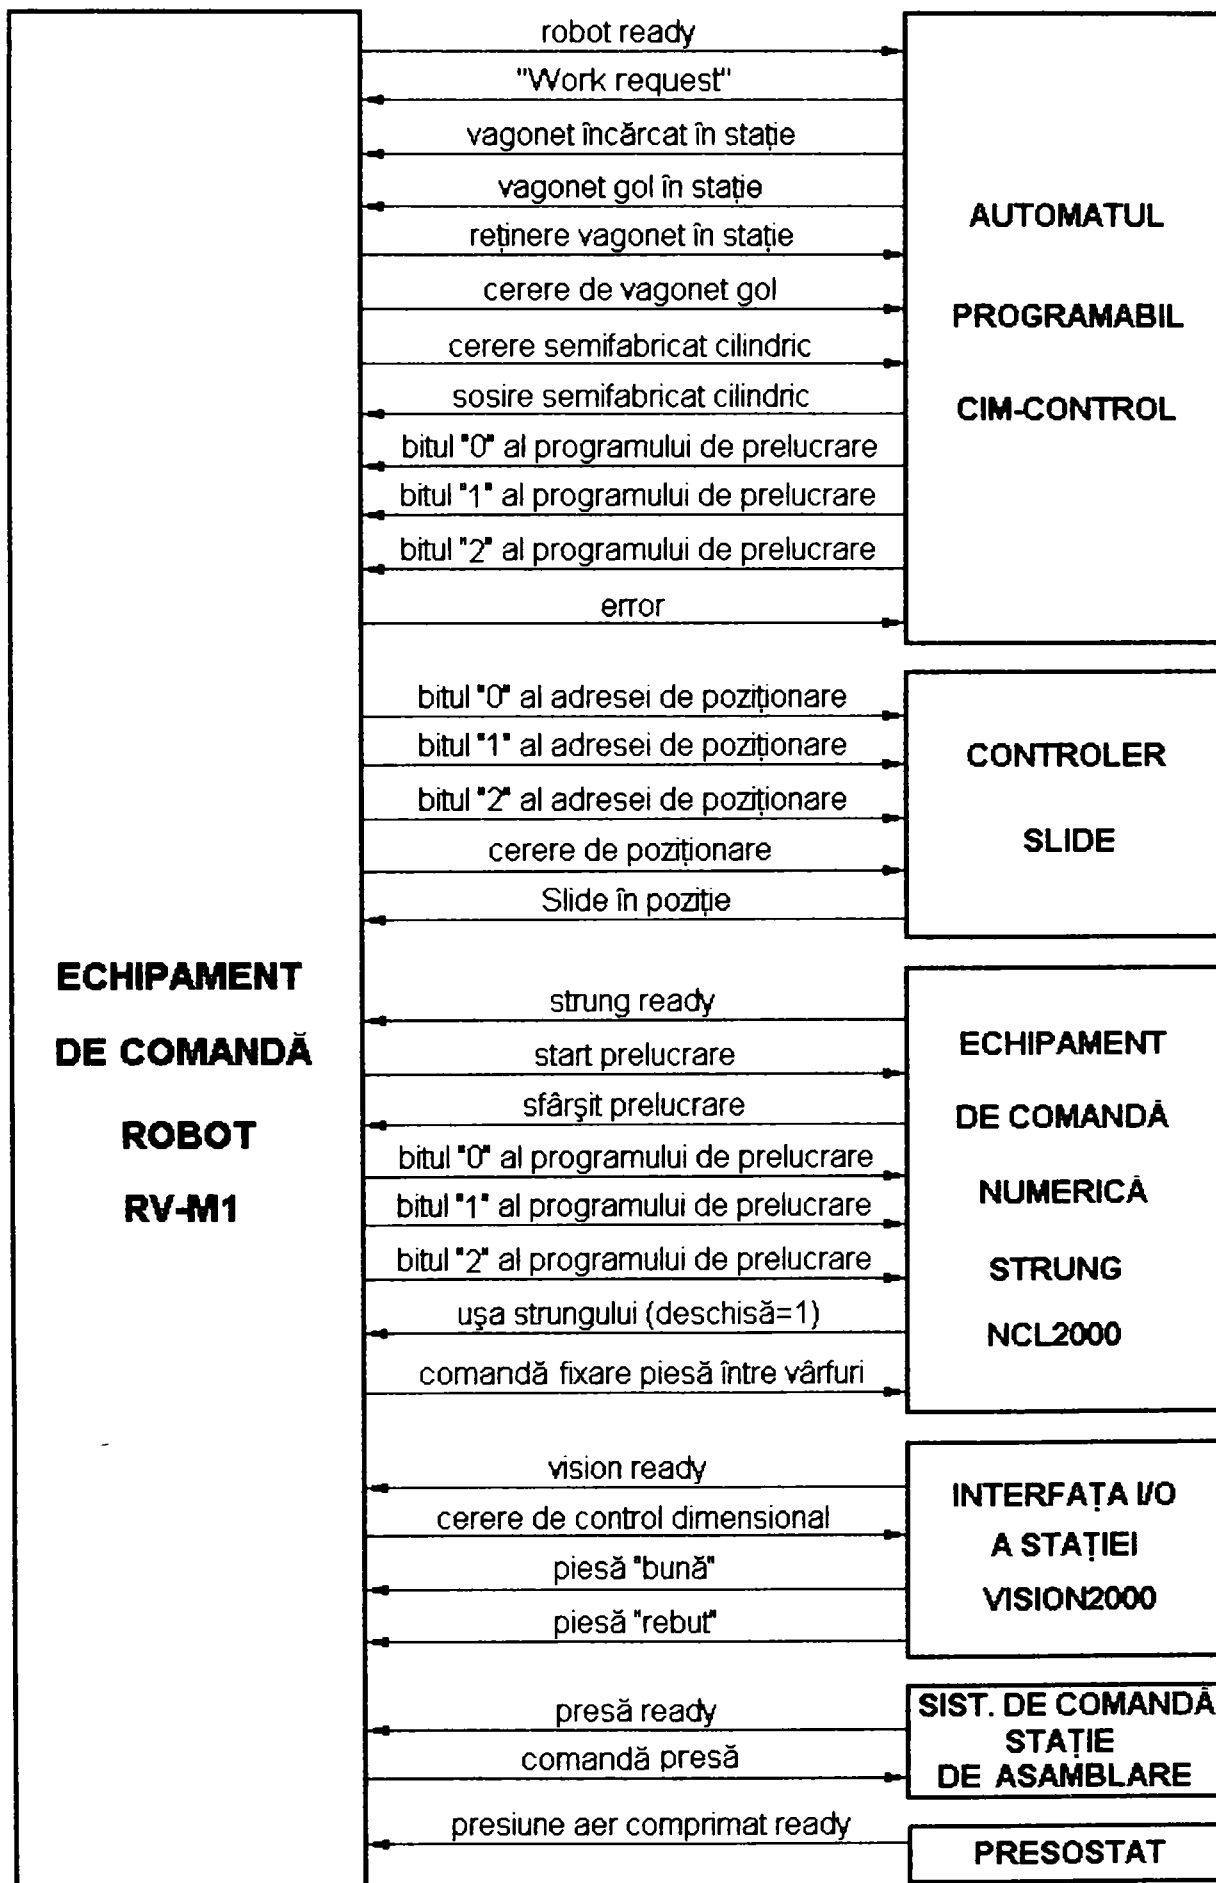 robot ready
"Work request"
vagonet încărcat în stație
vagonet gol în stație
reținere vagonet în stație
cerere de vagonet gol
cerere semifabricat cilindric
sosire semifabricat cilindric
bitul "0" al programului de prelucrare
bitul "1" al programului de prelucrare
bitul "2" al programului de prelucrare
error
AUTOMATUL
PROGRAMABIL
CIM-CONTROL
bitul "0" al adresei de poziționare
bitul "1" al adresei de poziționare
bitul "2" al adresei de poziționare
cerere de poziționare
Slide în poziție
CONTROLER
SLIDE
ECHIPAMENT
DE COMANDĂ
ROBOT
RV-M1
strung ready
start prelucrare
sfârşit prelucrare
bitul "0" al programului de prelucrare
bitul "1" al programului de prelucrare
bitul "2" al programului de prelucrare
uşa strungului (deschisă=1)
comandă fixare piesă între vârfuri
ECHIPAMENT
DE COMANDĂ
NUMERICĂ
STRUNG
NCL2000
vision ready
cerere de control dimensional
piesă "bună"
piesă "rebut"
INTERFAȚA I/O
A STAȚIEI
VISION2000
presă ready
comandă presă
SIST. DE COMANDĂ
STAȚIE
DE ASAMBLARE
presiune aer comprimat ready
PRESOSTAT